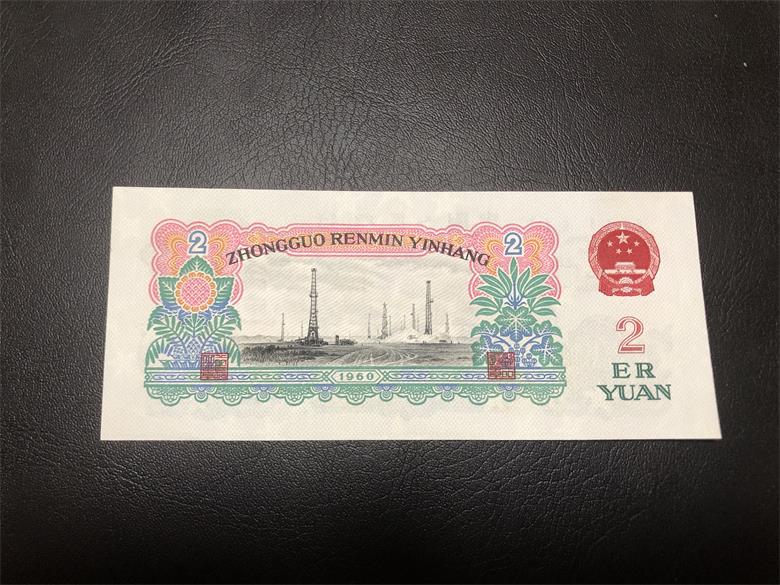 2
2
ZHONGGUO RENMIN YINHANG
1960
2
ER
YUAN